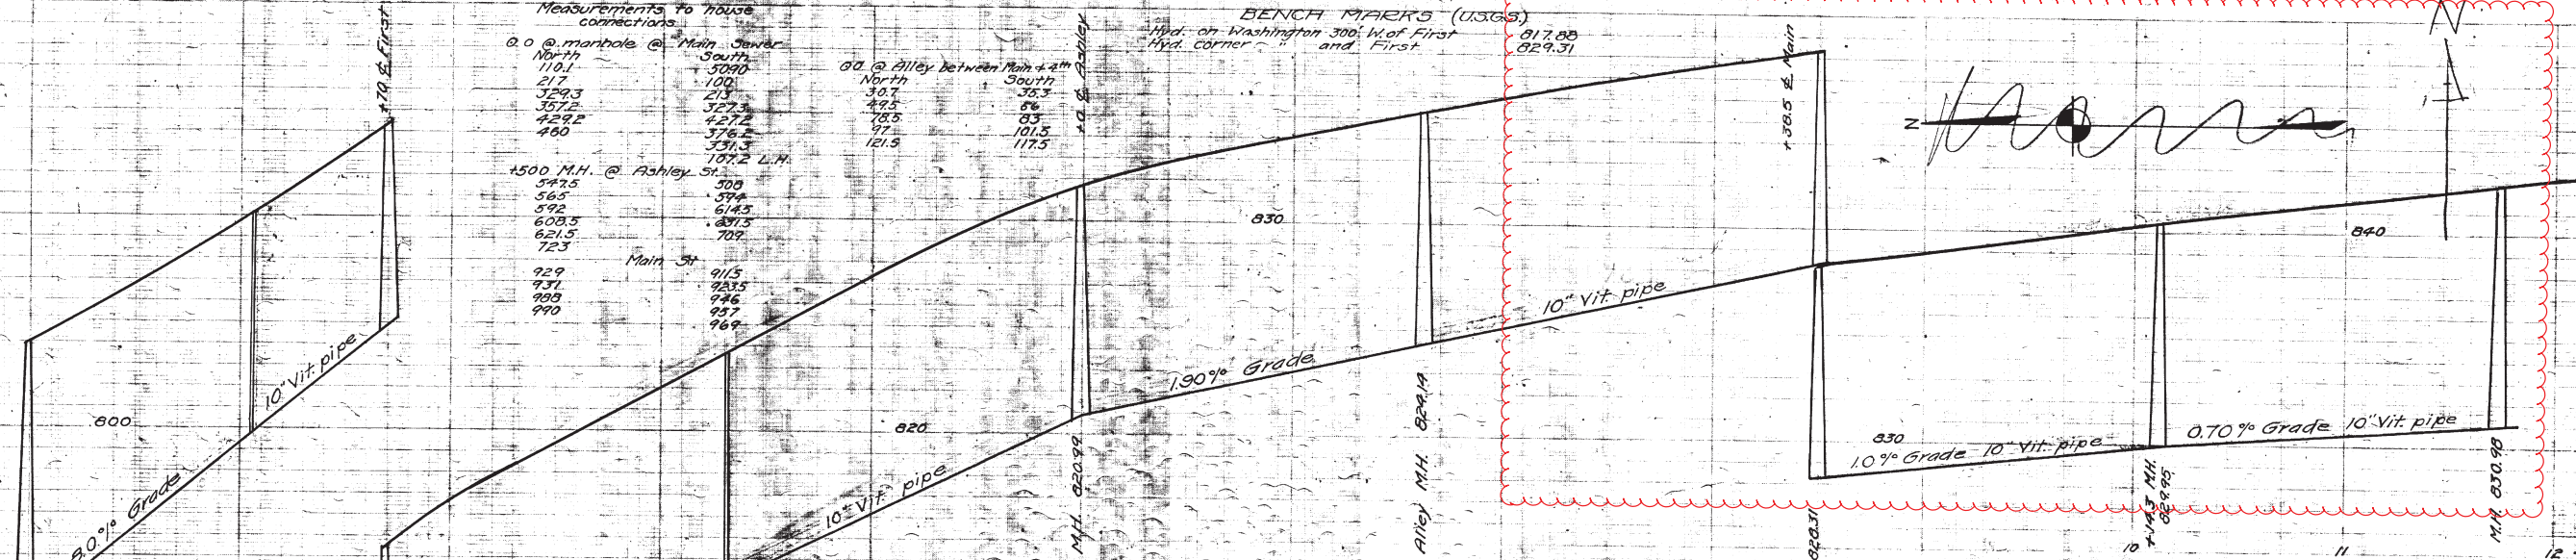 +70 ⅊ First
Measurements to house
connections
0.0 @ manhole @ Main Sewer
North South
110.1 50.90
217 100
329.3 213
357.2 327.3
429.2 427.2
460 376.2
331.3
107.2 L.H.
+500 M.H. @ Ashley St.
547.5 508
565 594
592 614.5
608.5
621.5 709
723
Main St
929 911.5
931 923.5
988 946
990 957
969
0.0 @ Alley between Main & 4th
North South
30.7 35.3
49.5 66
78.5 83
97 101.5
121.5 117.5
+0 ⅊ Ashley
BENCH MARKS (U.S.G.S.)
Hyd. on Washington 300' W. of First 817.88
Hyd. corner " and First 829.31
+38.5 ⅊ Main
N
N
800
10" Vit. pipe
8.0% Grade
820
10" Vit. pipe
M.H. 820.99
830
1.90% Grade
10" Vit. pipe
Alley M.H. 824.14
828.31
830
1.0% Grade 10" Vit. pipe
+14.3 M.H.
829.95
840
0.70% Grade 10" Vit. pipe
M.H. 830.98
10
11
12